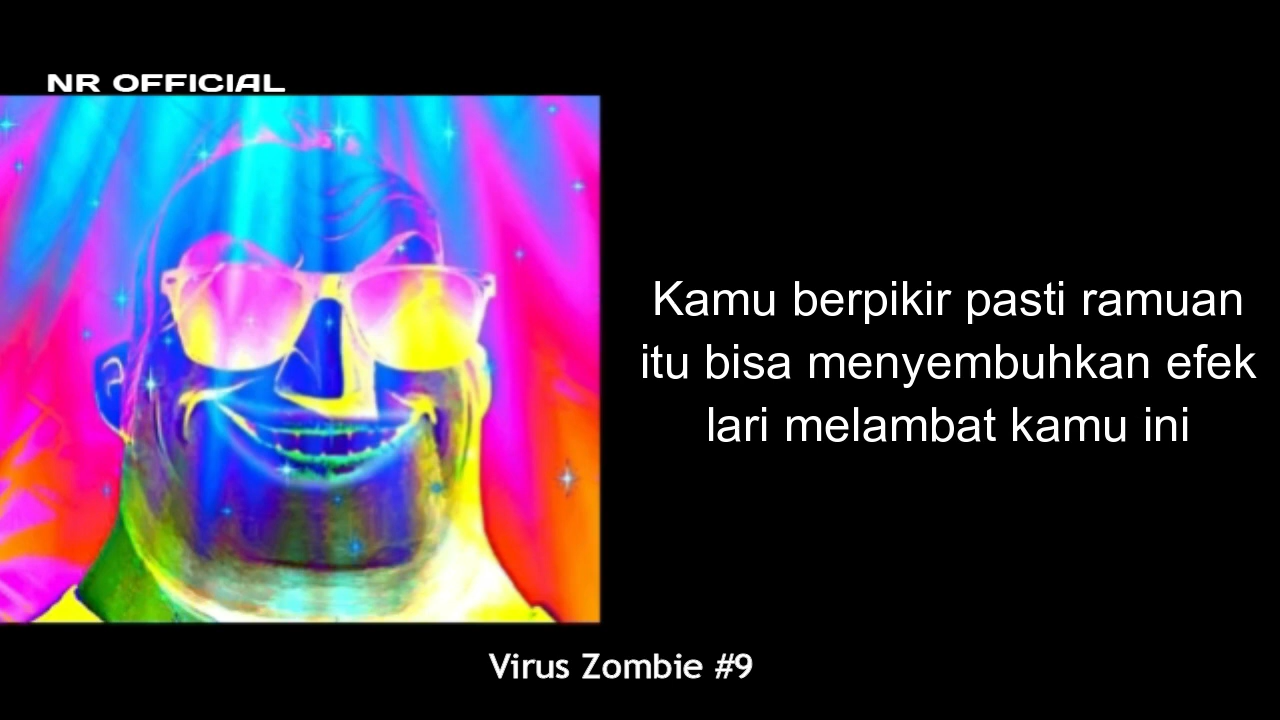 NR OFFICIAL
Kamu berpikir pasti ramuan
itu bisa menyembuhkan efek
lari melambat kamu ini
Virus Zombie #9